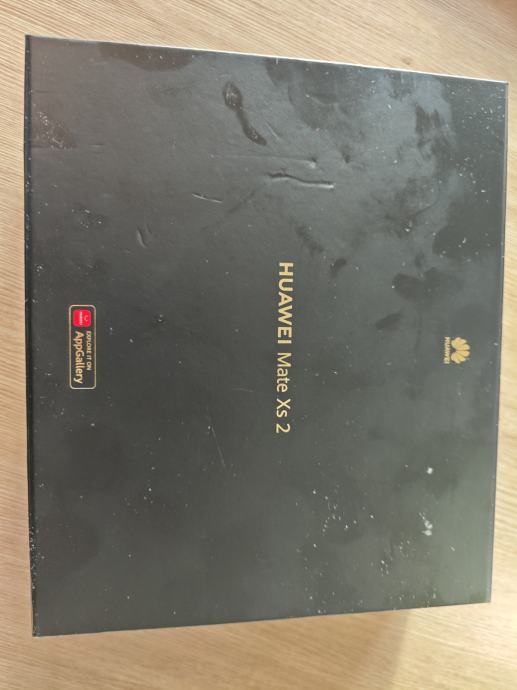 HUAWEI
HUAWEI Mate Xs 2
EXPLORE IT ON
AppGallery